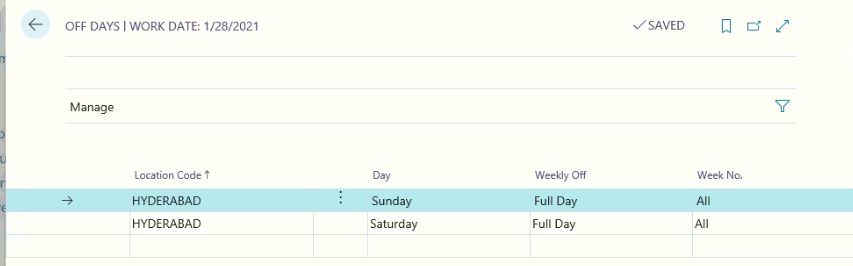 OFF DAYS | WORK DATE: 1/28/2021 ✓SAVED
Manage
Location Code ↑ Day Weekly Off Week No.
→ HYDERABAD ⋮ Sunday Full Day All
HYDERABAD Saturday Full Day All